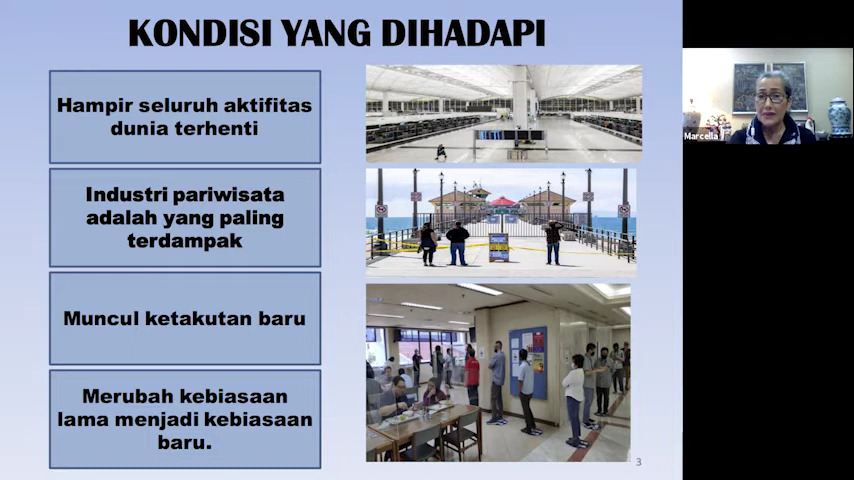 KONDISI YANG DIHADAPI
Hampir seluruh aktifitas
dunia terhenti
Industri pariwisata
adalah yang paling
terdampak
Muncul ketakutan baru
Merubah kebiasaan
lama menjadi kebiasaan
baru.
3
Marcella